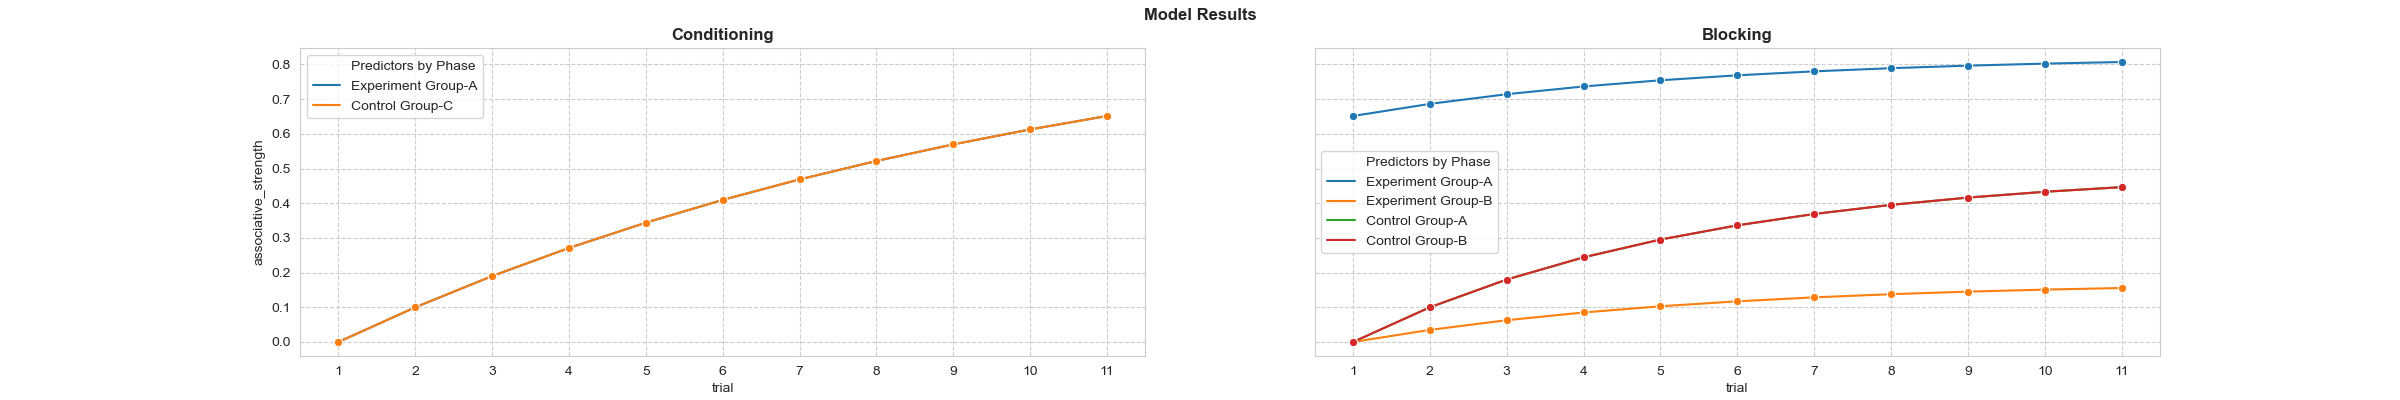 Model Results
Conditioning
Predictors by Phase
Experiment Group-A
Control Group-C
associative_strength
0.8
0.7
0.6
0.5
0.4
0.3
0.2
0.1
0.0
1 2 3 4 5 6 7 8 9 10 11
trial
Blocking
Predictors by Phase
Experiment Group-A
Experiment Group-B
Control Group-A
Control Group-B
1 2 3 4 5 6 7 8 9 10 11
trial